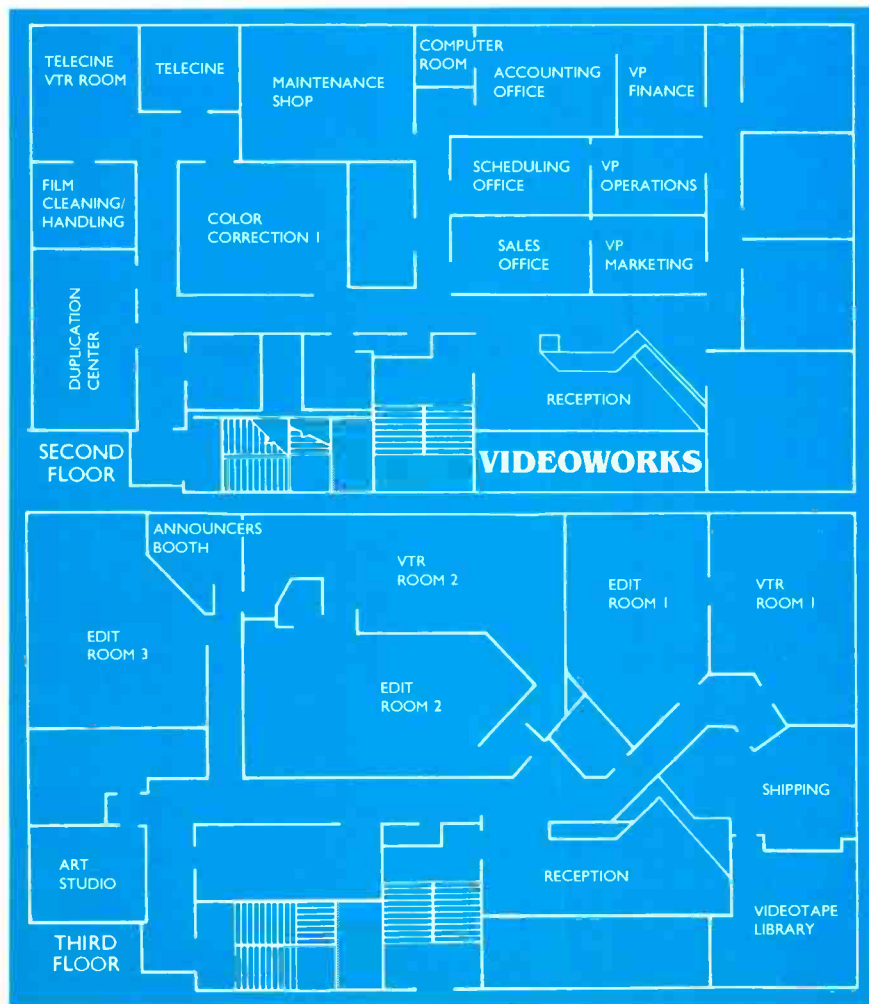 TELECINE
VTR ROOM
TELECINE
MAINTENANCE
SHOP
COMPUTER
ROOM
ACCOUNTING
OFFICE
VP
FINANCE
FILM
CLEANING/
HANDLING
COLOR
CORRECTION 1
SCHEDULING
OFFICE
VP
OPERATIONS
SALES
OFFICE
VP
MARKETING
DUPLICATION
CENTER
RECEPTION
SECOND
FLOOR
VIDEOWORKS
ANNOUNCERS
BOOTH
VTR
ROOM 2
EDIT
ROOM 1
VTR
ROOM 1
EDIT
ROOM 3
EDIT
ROOM 2
SHIPPING
ART
STUDIO
RECEPTION
VIDEOTAPE
LIBRARY
THIRD
FLOOR